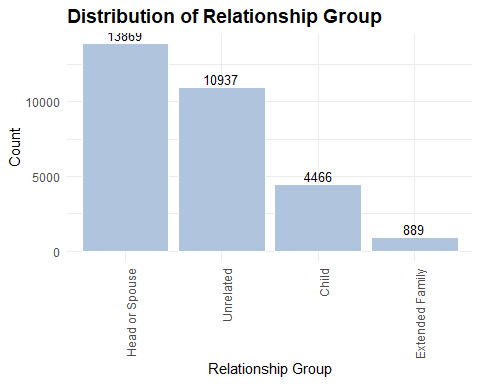 Distribution of Relationship Group
13869
10937
4466
889
Count
10000
5000
0
Head or Spouse
Unrelated
Child
Extended Family
Relationship Group